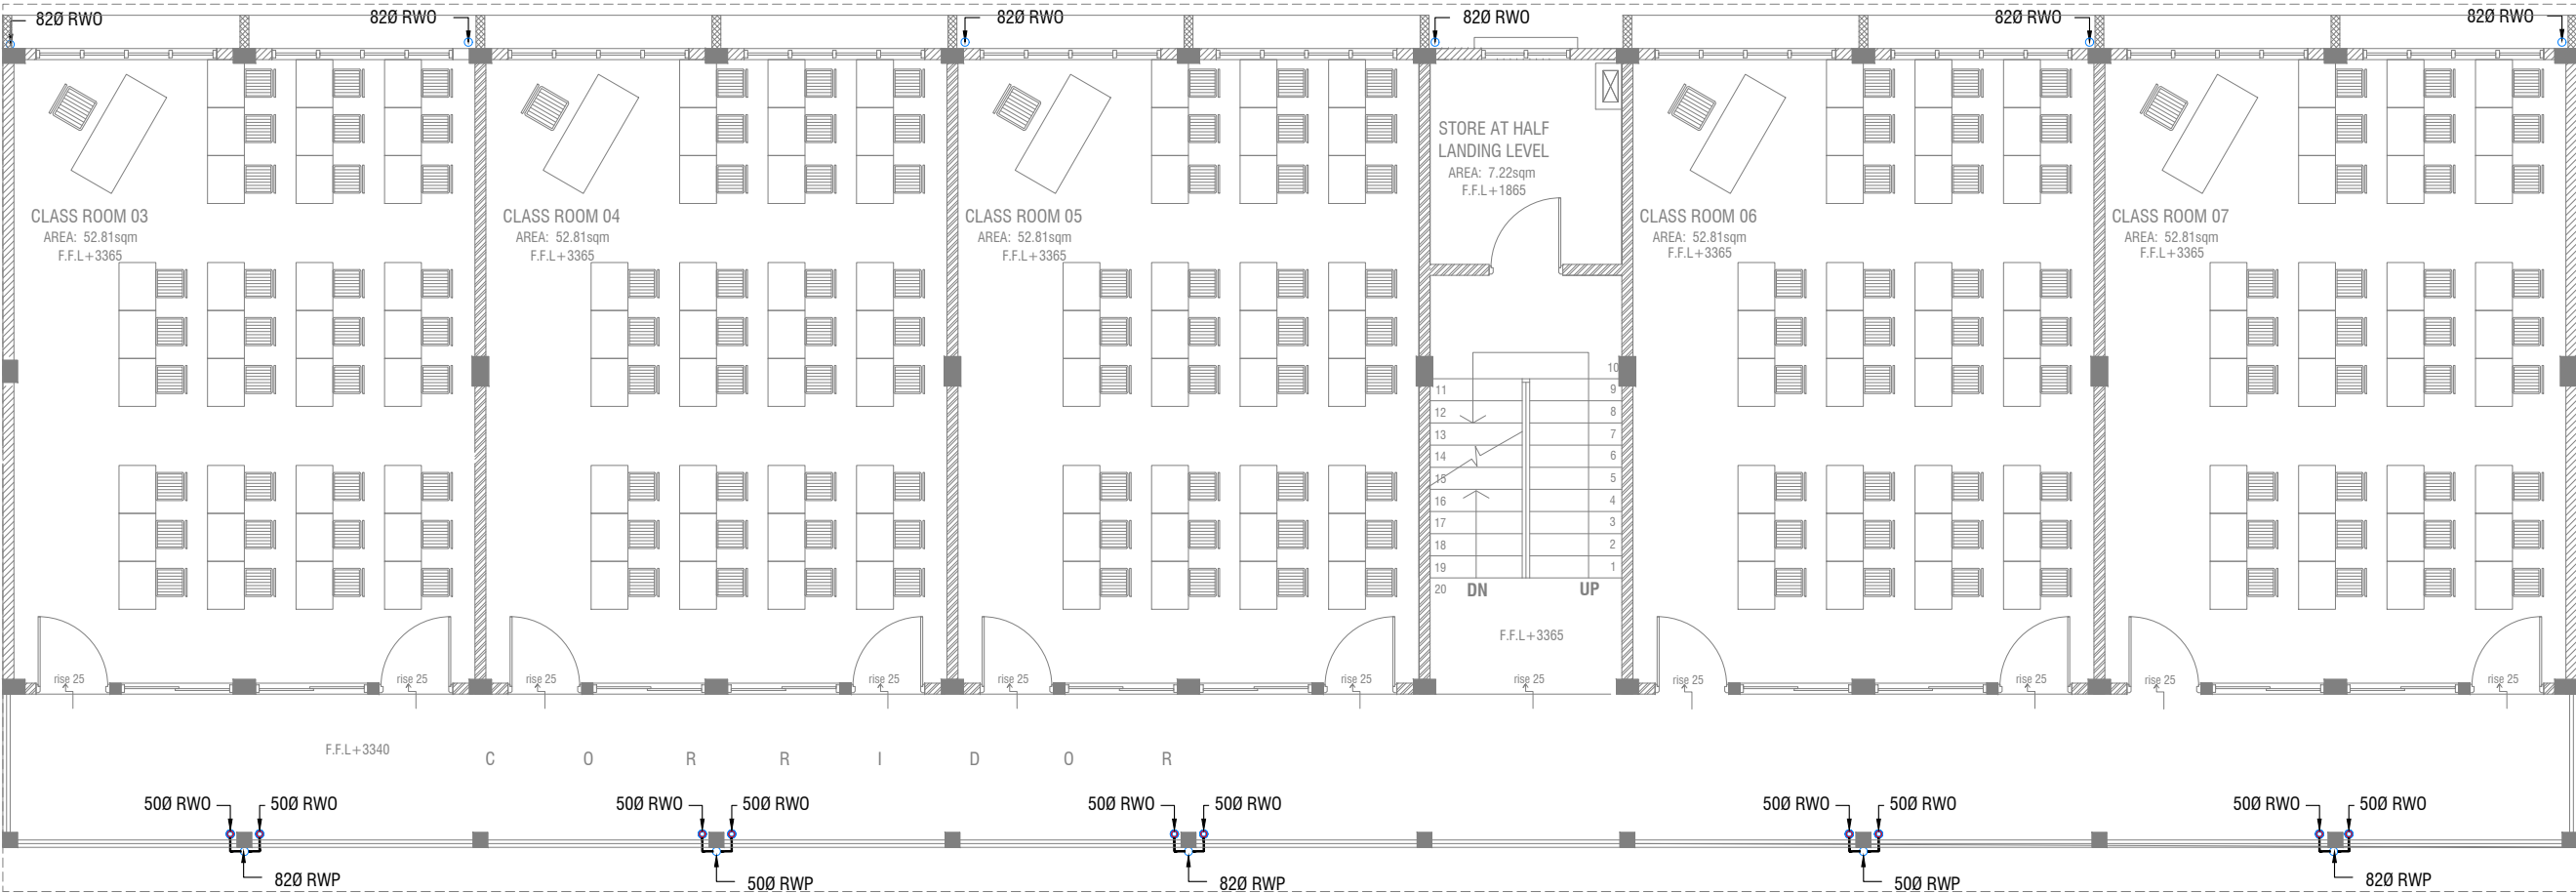 82Ø RWO
82Ø RWO
82Ø RWO
82Ø RWO
82Ø RWO
82Ø RWO
STORE AT HALF
LANDING LEVEL
AREA: 7.22sqm
F.F.L+1865
CLASS ROOM 03
AREA: 52.81sqm
F.F.L+3365
CLASS ROOM 04
AREA: 52.81sqm
F.F.L+3365
CLASS ROOM 05
AREA: 52.81sqm
F.F.L+3365
CLASS ROOM 06
AREA: 52.81sqm
F.F.L+3365
CLASS ROOM 07
AREA: 52.81sqm
F.F.L+3365
10
11
9
12
8
13
7
14
6
15
5
16
4
17
3
18
2
19
1
20
DN
UP
F.F.L+3365
rise 25
rise 25
rise 25
rise 25
rise 25
rise 25
rise 25
rise 25
rise 25
rise 25
rise 25
F.F.L+3340
C O R R I D O R
50Ø RWO
50Ø RWO
50Ø RWO
50Ø RWO
50Ø RWO
50Ø RWO
50Ø RWO
50Ø RWO
50Ø RWO
50Ø RWO
82Ø RWP
50Ø RWP
82Ø RWP
50Ø RWP
82Ø RWP